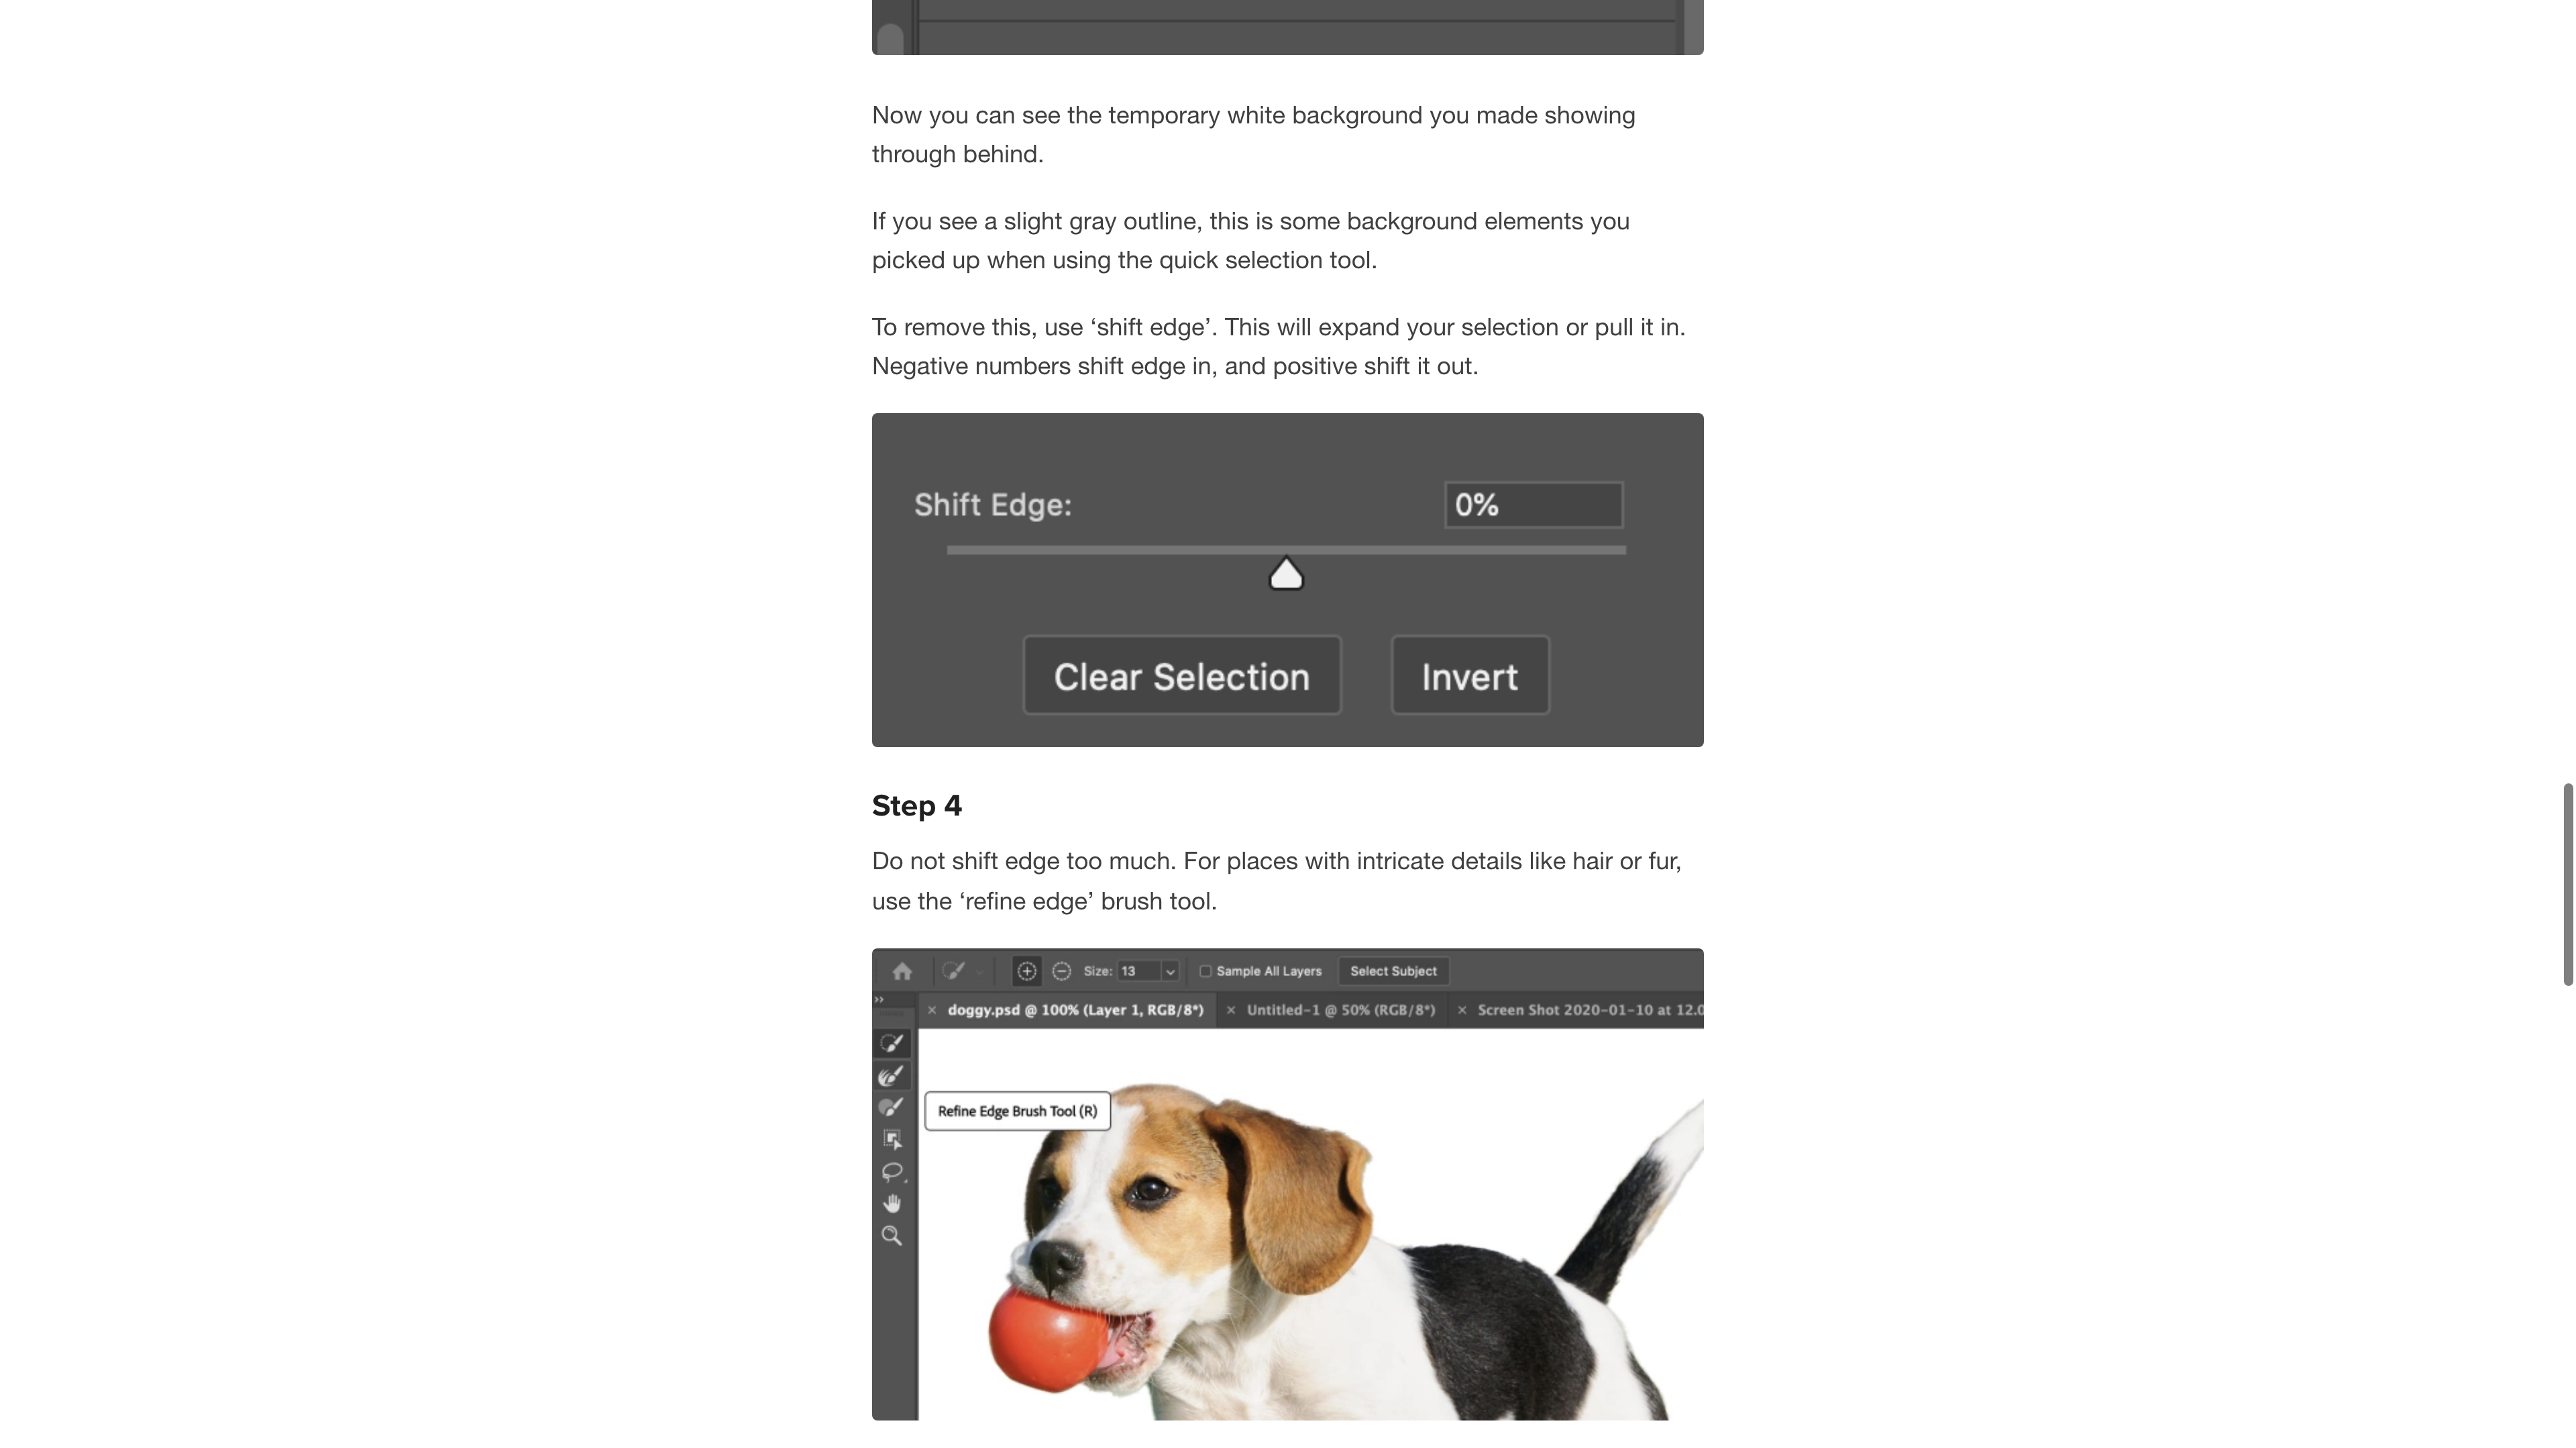 Now you can see the temporary white background you made showing
through behind.
If you see a slight gray outline, this is some background elements you
picked up when using the quick selection tool.
To remove this, use ‘shift edge’. This will expand your selection or pull it in.
Negative numbers shift edge in, and positive shift it out.
Shift Edge: 0%
Clear Selection Invert
Step 4
Do not shift edge too much. For places with intricate details like hair or fur,
use the ‘refine edge’ brush tool.
Size: 13 Sample All Layers Select Subject
× doggy.psd @ 100% (Layer 1, RGB/8*) × Untitled-1 @ 50% (RGB/8*) × Screen Shot 2020-01-10 at 12.0
Refine Edge Brush Tool (R)